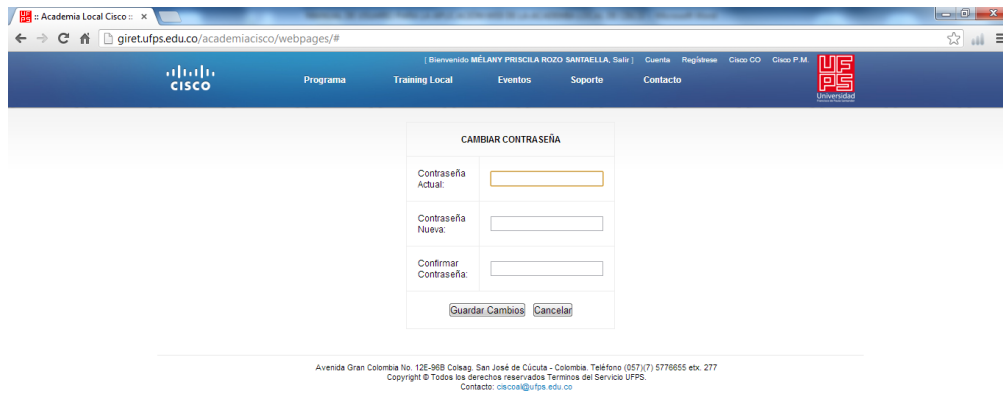 :: Academia Local Cisco ::
giret.ufps.edu.co/academiacisco/webpages/#
[ Bienvenido MÉLANY PRISCILA ROZO SANTAELLA, Salir ] Cuenta Regístrese Cisco CO Cisco P.M.
CISCO
Programa Training Local Eventos Soporte Contacto
UFPS
Universidad
CAMBIAR CONTRASEÑA
Contraseña
Actual:
Contraseña
Nueva:
Confirmar
Contraseña:
Guardar Cambios Cancelar
Avenida Gran Colombia No. 12E-96B Colsag, San José de Cúcuta - Colombia. Teléfono (057)(7) 5776655 etx. 277
Copyright © Todos los derechos reservados Terminos del Servicio UFPS.
Contacto: ciscoal@ufps.edu.co